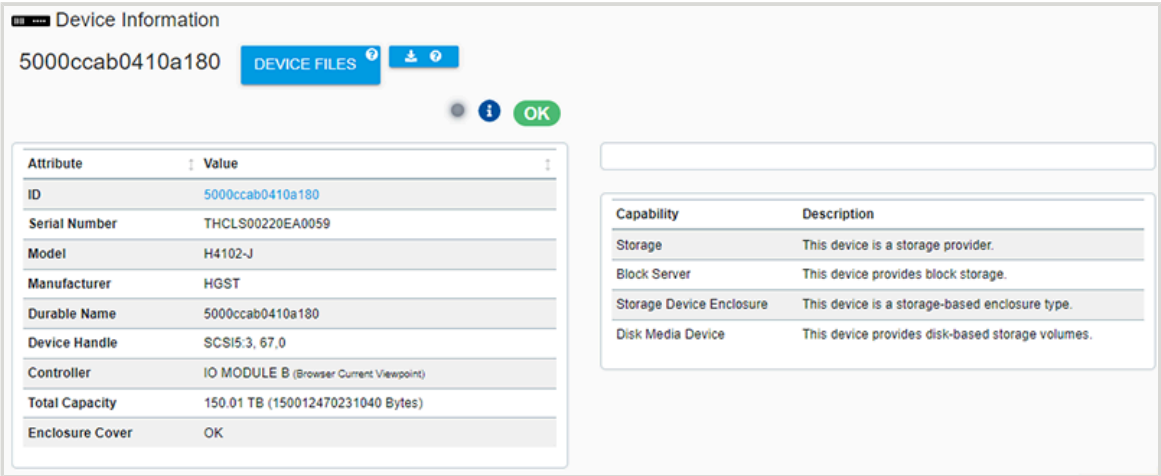 Device Information
5000ccab0410a180 DEVICE FILES
OK
Attribute Value
ID 5000ccab0410a180
Serial Number THCLS00220EA0059
Model H4102-J
Manufacturer HGST
Durable Name 5000ccab0410a180
Device Handle SCSI5:3, 67,0
Controller IO MODULE B (Browser Current Viewpoint)
Total Capacity 150.01 TB (150012470231040 Bytes)
Enclosure Cover OK
Capability Description
Storage This device is a storage provider.
Block Server This device provides block storage.
Storage Device Enclosure This device is a storage-based enclosure type.
Disk Media Device This device provides disk-based storage volumes.